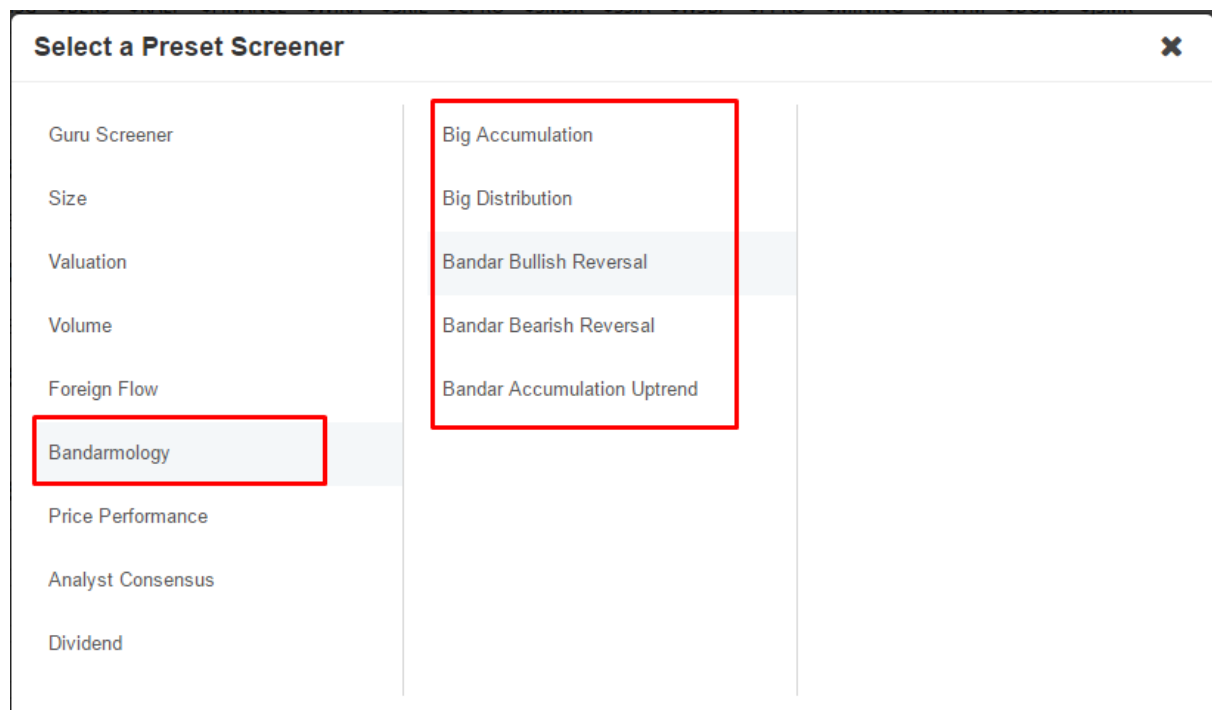 Select a Preset Screener
Guru Screener
Size
Valuation
Volume
Foreign Flow
Bandarmology
Price Performance
Analyst Consensus
Dividend
Big Accumulation
Big Distribution
Bandar Bullish Reversal
Bandar Bearish Reversal
Bandar Accumulation Uptrend